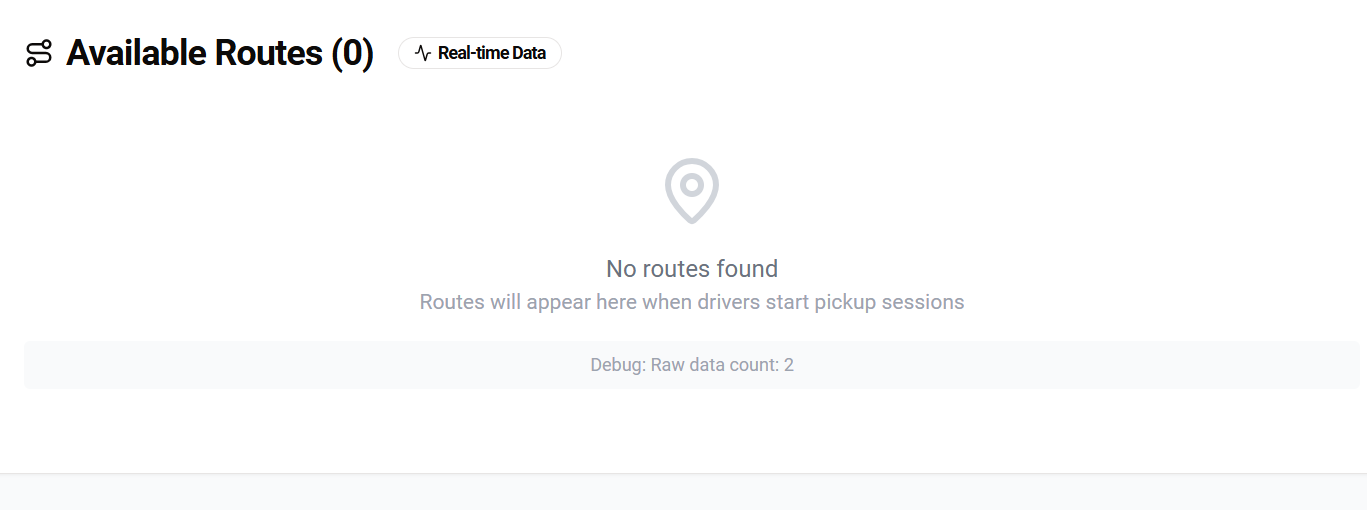 Available Routes (0)
Real-time Data
No routes found
Routes will appear here when drivers start pickup sessions
Debug: Raw data count: 2